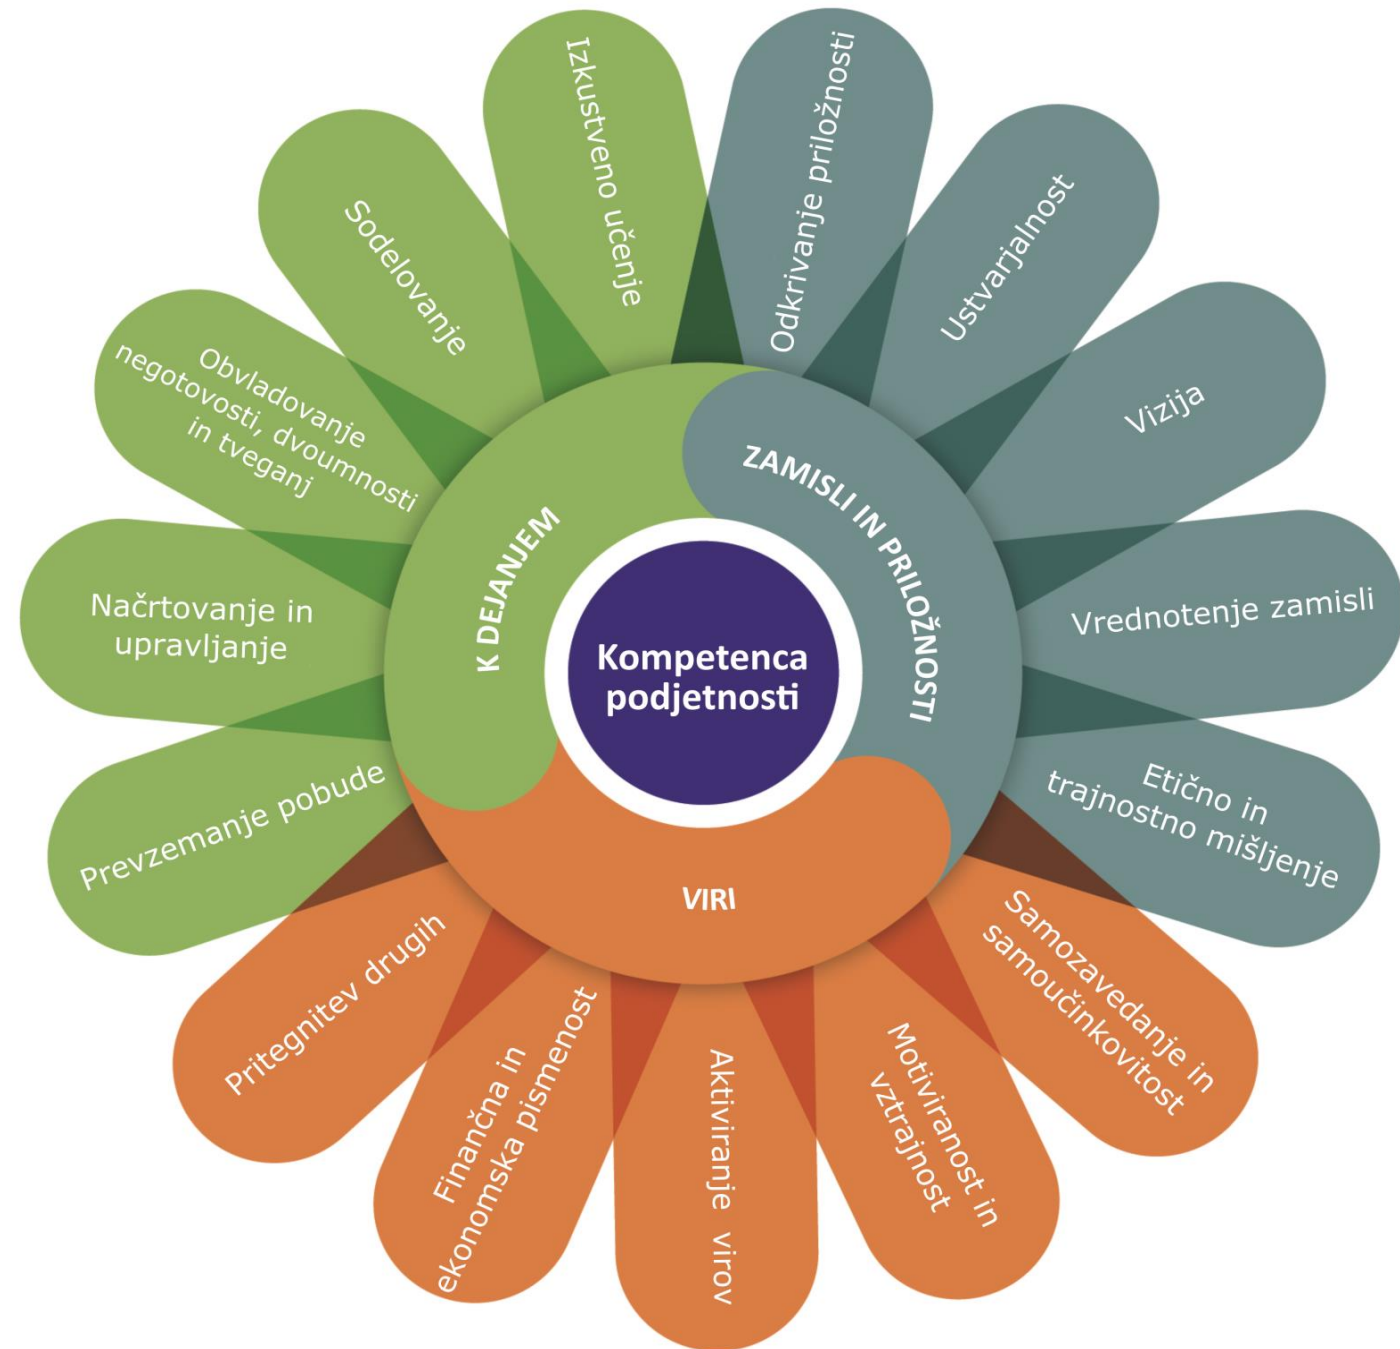 Kompetenca
podjetnosti
ZAMISLI IN PRILOŽNOSTI
Odkrivanje priložnosti
Ustvarjalnost
Vizija
Vrednotenje zamisli
Etično in
trajnostno mišljenje
VIRI
Samozavedanje in
samoučinkovitost
Motiviranost in
vztrajnost
Aktiviranje virov
Finančna in
ekonomska pismenost
Pritegnitev drugih
K DEJANJEM
Prevzemanje pobude
Načrtovanje in
upravljanje
Obvladovanje
negotovosti, dvoumnosti
in tveganj
Sodelovanje
Izkustveno učenje